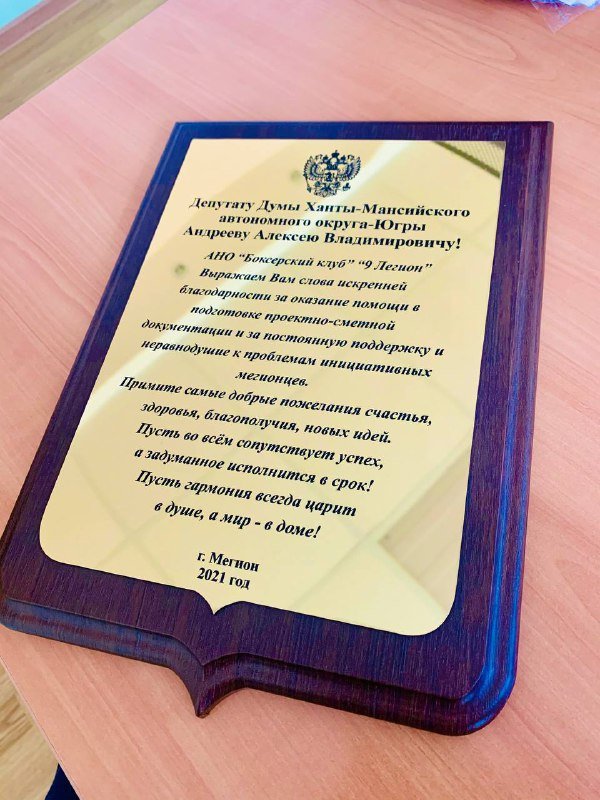 Депутату Думы Ханты-Мансийского
автономного округа-Югры
Андрееву Алексею Владимировичу!
АНО "Боксерский клуб" "9 Легион"
Выражаем Вам слова искренней
благодарности за оказание помощи в
подготовке проектно-сметной
документации и за постоянную поддержку и
неравнодушие к проблемам инициативных
мегионцев.
Примите самые добрые пожелания счастья,
здоровья, благополучия, новых идей.
Пусть во всём сопутствует успех,
а задуманное исполнится в срок!
Пусть гармония всегда царит
в душе, а мир - в доме!
г. Мегион
2021 год